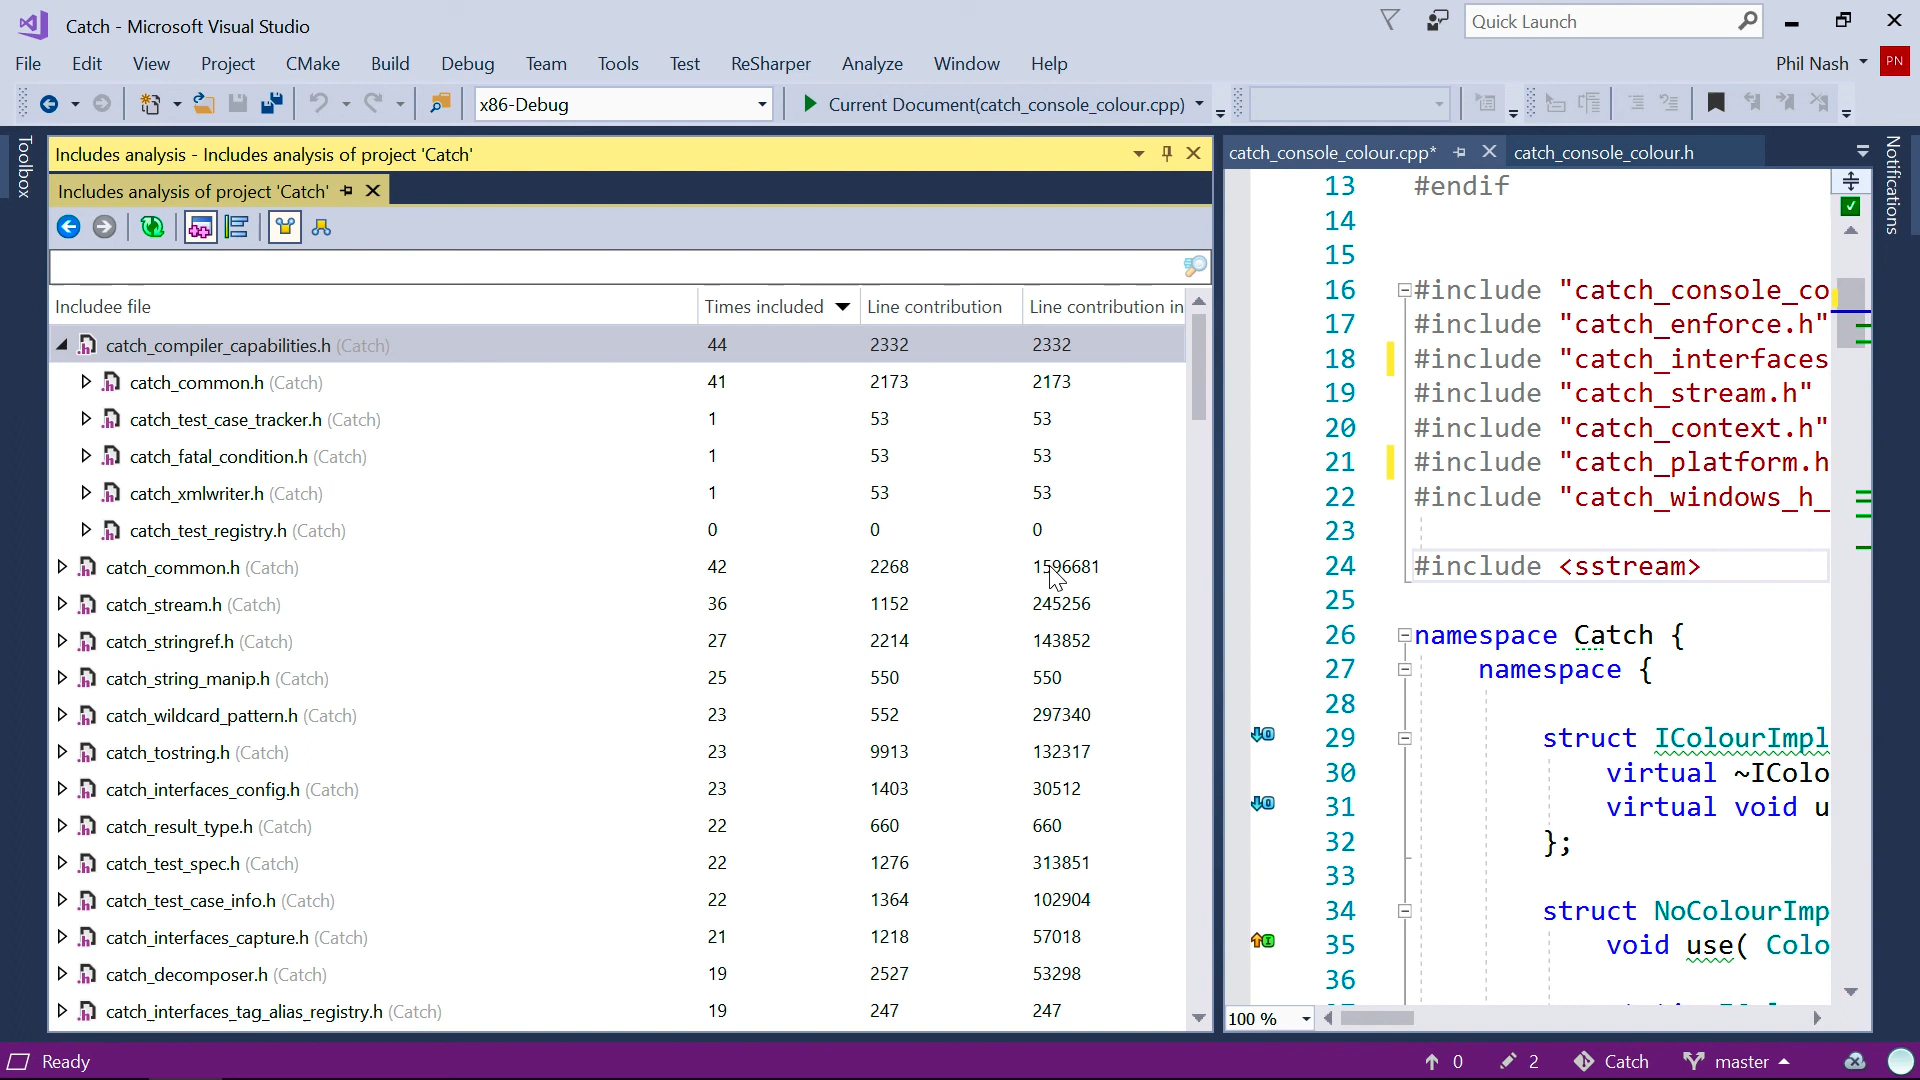 Catch - Microsoft Visual Studio
Quick Launch
File Edit View Project CMake Build Debug Team Tools Test ReSharper Analyze Window Help
Phil Nash PN
x86-Debug
Current Document(catch_console_colour.cpp)
Toolbox
Includes analysis - Includes analysis of project 'Catch'
Includes analysis of project 'Catch'
Includee file Times included Line contribution Line contribution in
catch_compiler_capabilities.h (Catch) 44 2332 2332
catch_common.h (Catch) 41 2173 2173
catch_test_case_tracker.h (Catch) 1 53 53
catch_fatal_condition.h (Catch) 1 53 53
catch_xmlwriter.h (Catch) 1 53 53
catch_test_registry.h (Catch) 0 0 0
catch_common.h (Catch) 42 2268 1596681
catch_stream.h (Catch) 36 1152 245256
catch_stringref.h (Catch) 27 2214 143852
catch_string_manip.h (Catch) 25 550 550
catch_wildcard_pattern.h (Catch) 23 552 297340
catch_tostring.h (Catch) 23 9913 132317
catch_interfaces_config.h (Catch) 23 1403 30512
catch_result_type.h (Catch) 22 660 660
catch_test_spec.h (Catch) 22 1276 313851
catch_test_case_info.h (Catch) 22 1364 102904
catch_interfaces_capture.h (Catch) 21 1218 57018
catch_decomposer.h (Catch) 19 2527 53298
catch_interfaces_tag_alias_registry.h (Catch) 19 247 247
catch_console_colour.cpp* catch_console_colour.h
Notifications
13 #endif
14
15
16 #include "catch_console_co
17 #include "catch_enforce.h"
18 #include "catch_interfaces
19 #include "catch_stream.h"
20 #include "catch_context.h"
21 #include "catch_platform.h
22 #include "catch_windows_h_
23
24 #include <sstream>
25
26 namespace Catch {
27 namespace {
28
29 struct IColourImpl
30 virtual ~IColo
31 virtual void u
32 };
33
34 struct NoColourImp
35 void use( Colo
36
100 %
Ready
0 2 Catch master